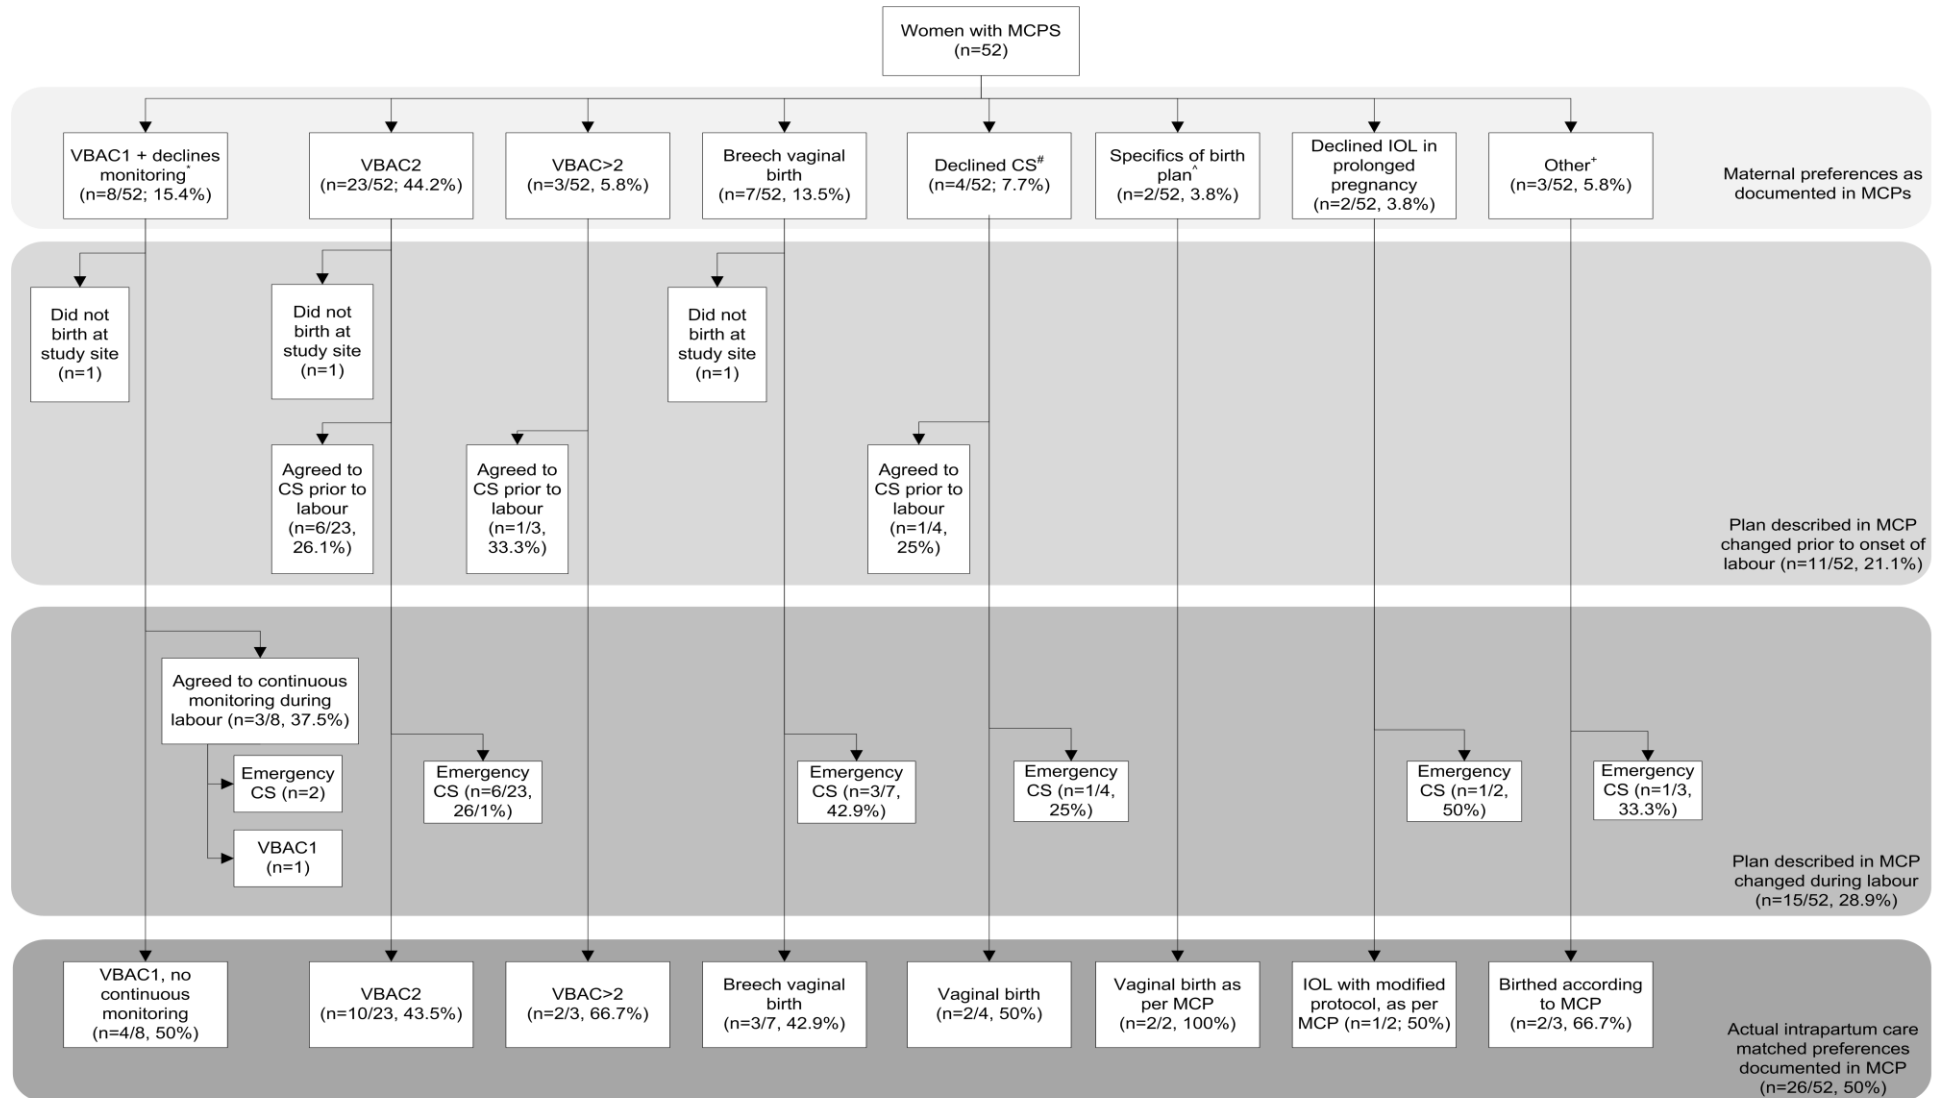 Women with MCPS
(n=52)
VBAC1 + declines
monitoring*
(n=8/52; 15.4%)
VBAC2
(n=23/52; 44.2%)
VBAC>2
(n=3/52, 5.8%)
Breech vaginal
birth
(n=7/52, 13.5%)
Declined CS#
(n=4/52; 7.7%)
Specifics of birth
plan^
(n=2/52, 3.8%)
Declined IOL in
prolonged
pregnancy
(n=2/52, 3.8%)
Other+
(n=3/52, 5.8%)
Maternal preferences as
documented in MCPs
Did not
birth at
study site
(n=1)
Did not
birth at
study site
(n=1)
Did not
birth at
study site
(n=1)
Agreed to
CS prior to
labour
(n=6/23,
26.1%)
Agreed to
CS prior to
labour
(n=1/3,
33.3%)
Agreed to
CS prior to
labour
(n=1/4,
25%)
Plan described in MCP
changed prior to onset of
labour (n=11/52, 21.1%)
Agreed to continuous
monitoring during
labour (n=3/8, 37.5%)
Emergency
CS (n=2)
VBAC1
(n=1)
Emergency
CS (n=6/23,
26/1%)
Emergency
CS (n=3/7,
42.9%)
Emergency
CS (n=1/4,
25%)
Emergency
CS (n=1/2,
50%)
Emergency
CS (n=1/3,
33.3%)
Plan described in MCP
changed during labour
(n=15/52, 28.9%)
VBAC1, no
continuous
monitoring
(n=4/8, 50%)
VBAC2
(n=10/23, 43.5%)
VBAC>2
(n=2/3, 66.7%)
Breech vaginal
birth
(n=3/7, 42.9%)
Vaginal birth
(n=2/4, 50%)
Vaginal birth as
per MCP
(n=2/2, 100%)
IOL with modified
protocol, as per
MCP (n=1/2; 50%)
Birthed according
to MCP
(n=2/3, 66.7%)
Actual intrapartum care
matched preferences
documented in MCP
(n=26/52, 50%)